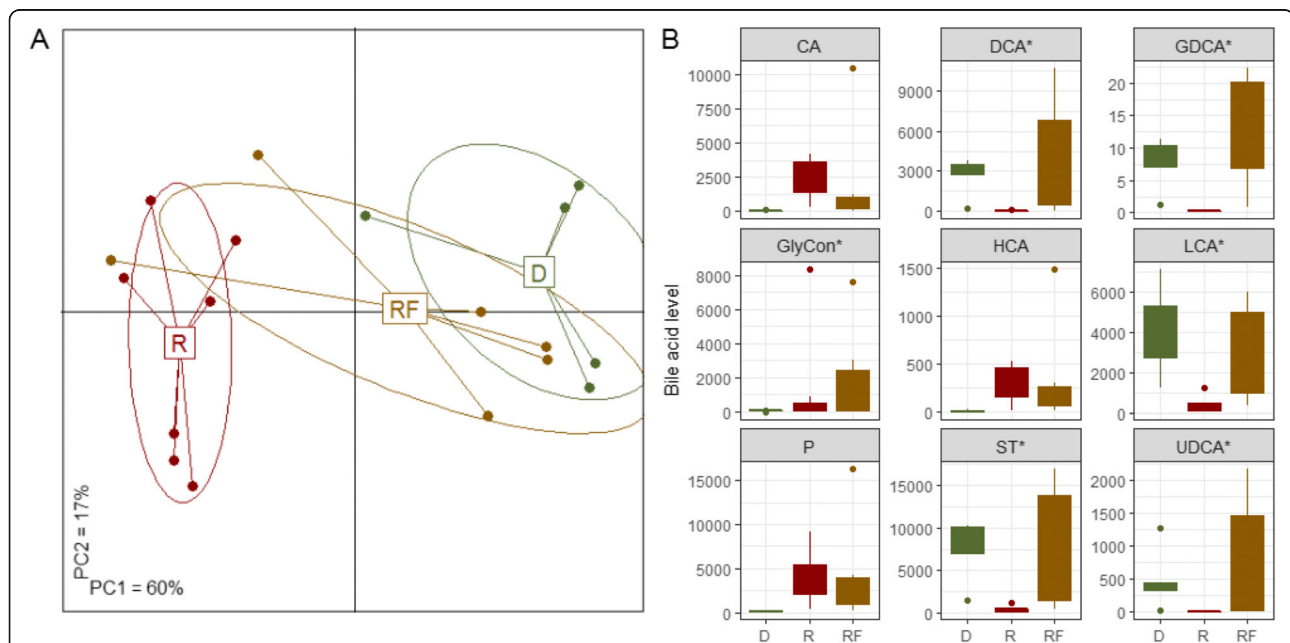 A
R
RF
D
PC2 = 17%
PC1 = 60%
B
Bile acid level
CA
10000
7500
5000
2500
0
DCA*
9000
6000
3000
0
GDCA*
20
15
10
5
0
GlyCon*
8000
6000
4000
2000
0
HCA
1500
1000
500
0
LCA*
6000
4000
2000
0
P
15000
10000
5000
0
ST*
15000
10000
5000
0
UDCA*
2000
1500
1000
500
0
D R RF
D R RF
D R RF